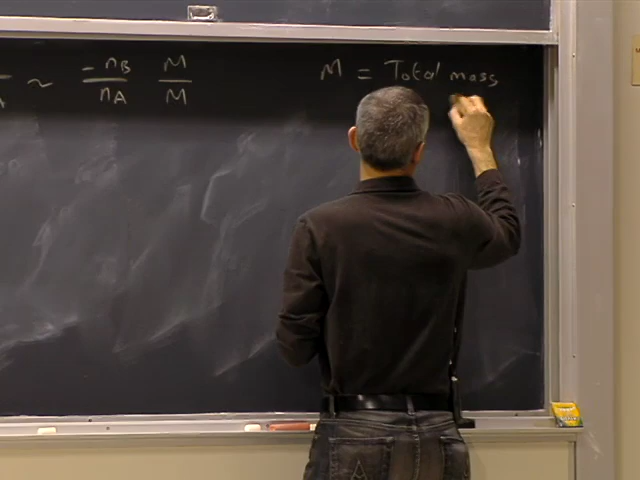 ~ -nB/nA M/M
M = Total mass